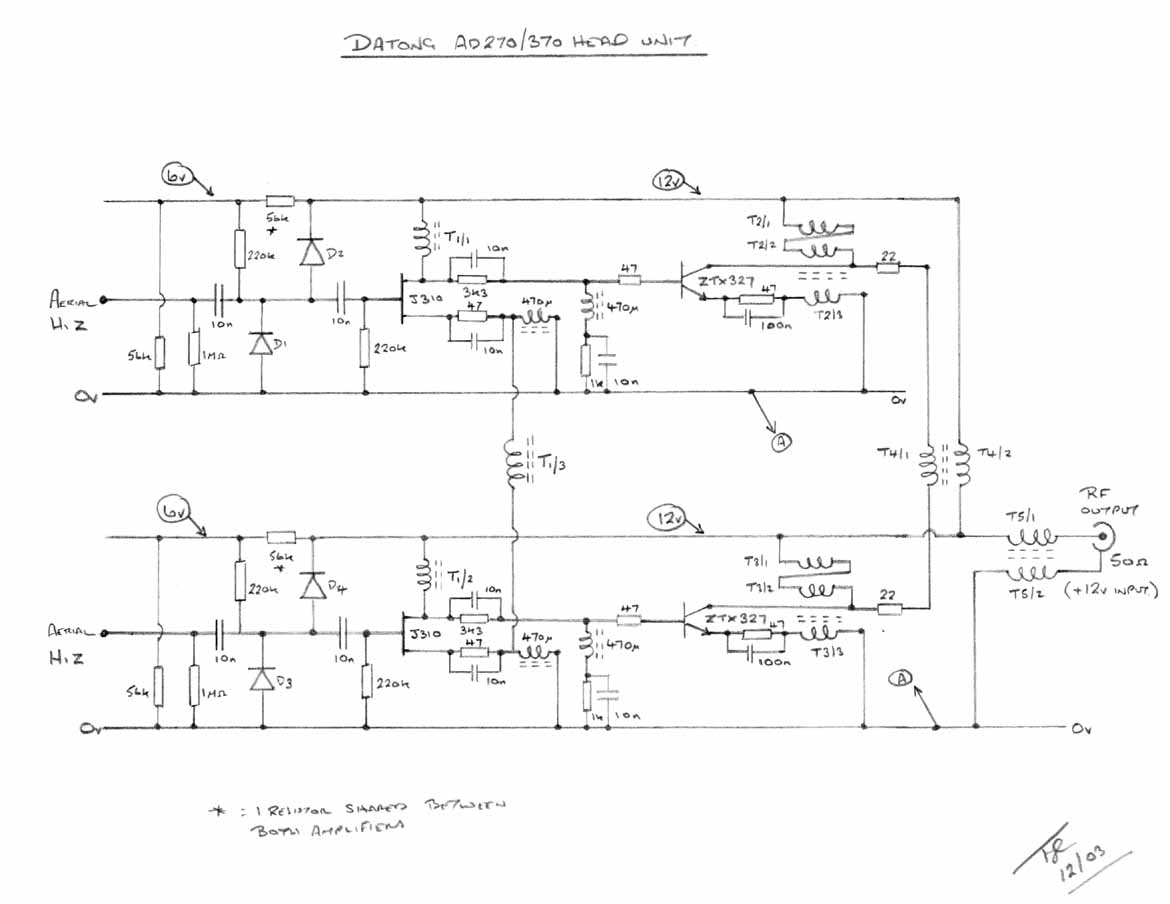 DATONG AD270/370 HEAD UNIT
6v
56k
*
220k
D2
T1/1
10n
3k3
47
10n
J310
470μ
12v
T2/1
T2/2
47
ZTX327
47
100n
T2/3
22
470μ
1k
10n
AERIAL
HIZ
10n
10n
D1
220k
56k
1MΩ
0v
0v
A
T1/3
T4/1
T4/2
6v
56k
*
220k
D4
T1/2
10n
3k3
47
10n
J310
470μ
12v
T3/1
T3/2
47
ZTX327
47
100n
T3/3
22
470μ
1k
10n
T5/1
T5/2
RF
OUTPUT
50Ω
(+12V INPUT)
AERIAL
HIZ
10n
10n
D3
220k
56k
1MΩ
0v
A
0v
* = 1 RESISTOR SHARED BETWEEN
BOTH AMPLIFIERS
12/03